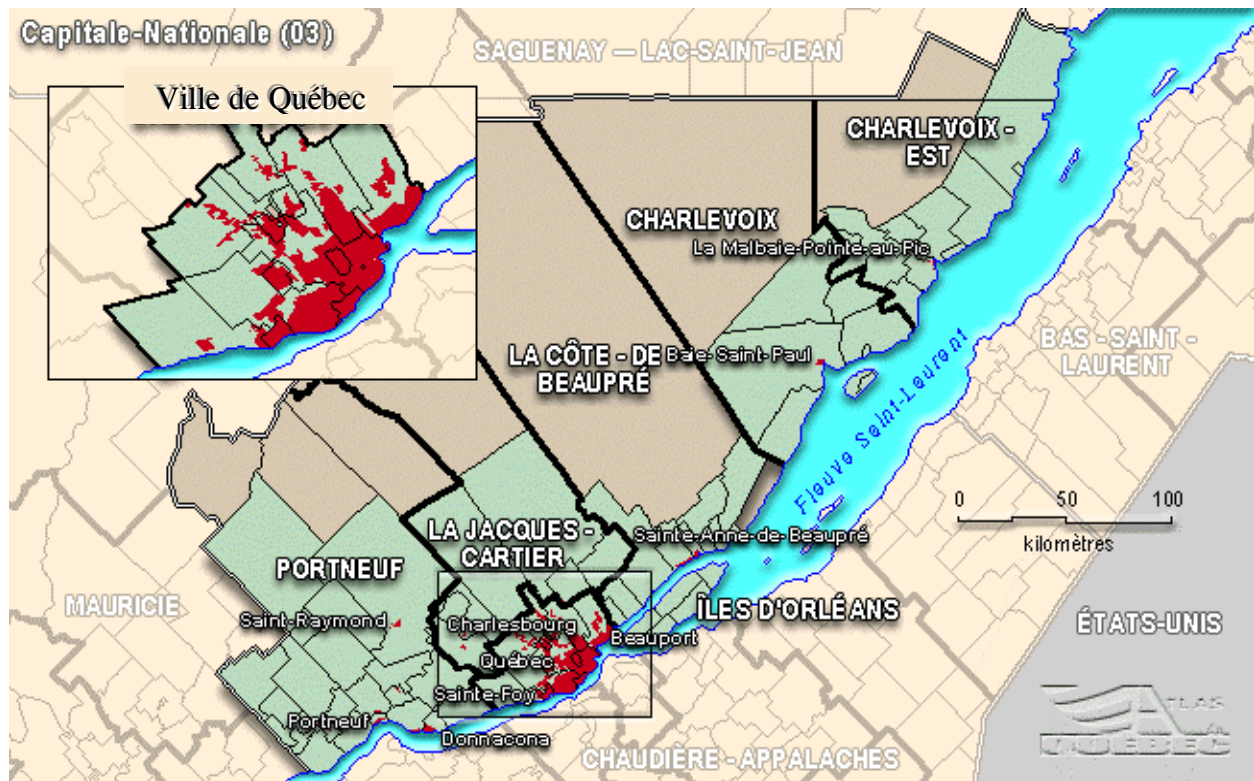 Capitale-Nationale (03)
SAGUENAY — LAC-SAINT-JEAN
Ville de Québec
CHARLEVOIX -
EST
CHARLEVOIX
La Malbaie-Pointe-au-Pic
LA CÔTE - DE
BEAUPRÉ
Baie-Saint-Paul
BAS - SAINT -
LAURENT
Fleuve Saint-Laurent
0 50 100
kilomètres
LA JACQUES -
CARTIER
Sainte-Anne-de-Beaupré
PORTNEUF
MAURICIE
Saint-Raymond
ÎLES D'ORLÉANS
Charlesbourg
Beauport
ÉTATS-UNIS
Québec
Sainte-Foy
Portneuf
Donnacona
CHAUDIÈRE - APPALACHES
ATLAS
QUÉBEC